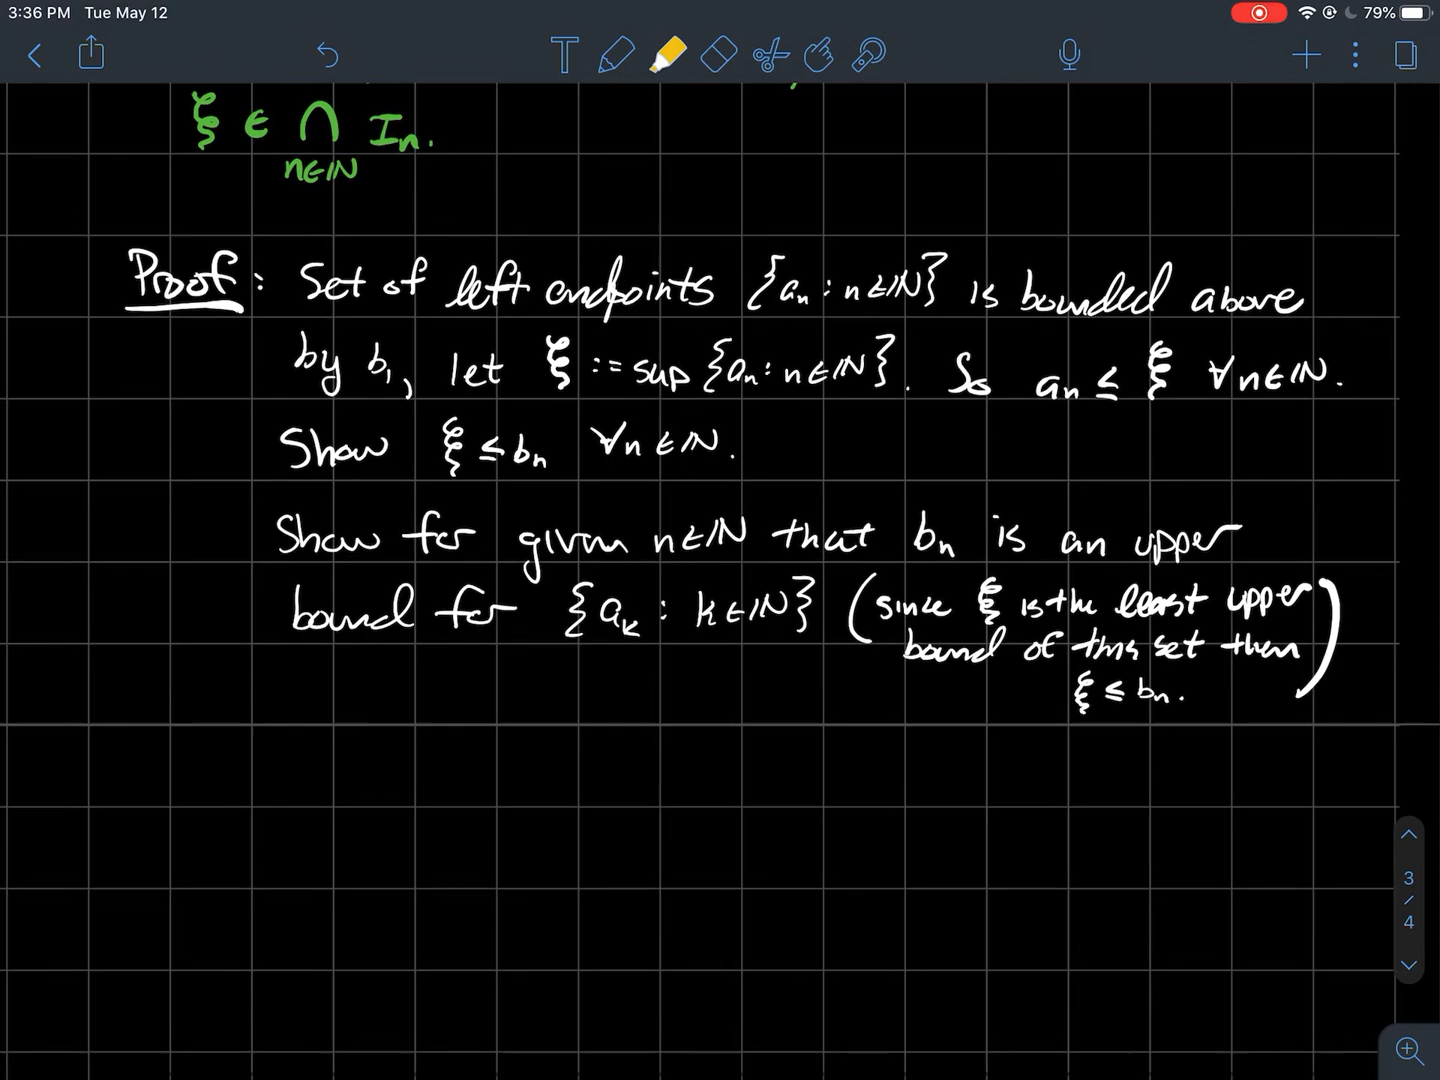 3:36 PM Tue May 12
79%
T
ξ ∈ ⋂ Iₙ.
n∈ℕ
Proof: Set of left endpoints {aₙ : n∈ℕ} is bounded above
by b₁, let ξ := sup {aₙ : n∈ℕ}. So aₙ ≤ ξ ∀n∈ℕ.
Show ξ ≤ bₙ ∀n∈ℕ.
Show for given n∈ℕ that bₙ is an upper
bound for {aₖ : k∈ℕ} (since ξ is the least upper
bound of this set then
ξ ≤ bₙ.)
3
/
4